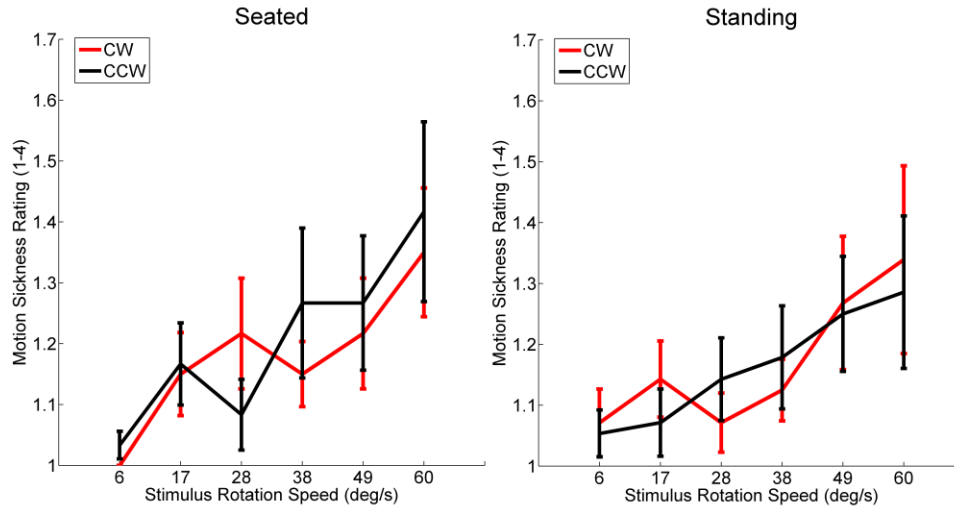 Seated
CW
CCW
Motion Sickness Rating (1-4)
1.7
1.6
1.5
1.4
1.3
1.2
1.1
1
6 17 28 38 49 60
Stimulus Rotation Speed (deg/s)
Standing
CW
CCW
Motion Sickness Rating (1-4)
1.7
1.6
1.5
1.4
1.3
1.2
1.1
1
6 17 28 38 49 60
Stimulus Rotation Speed (deg/s)